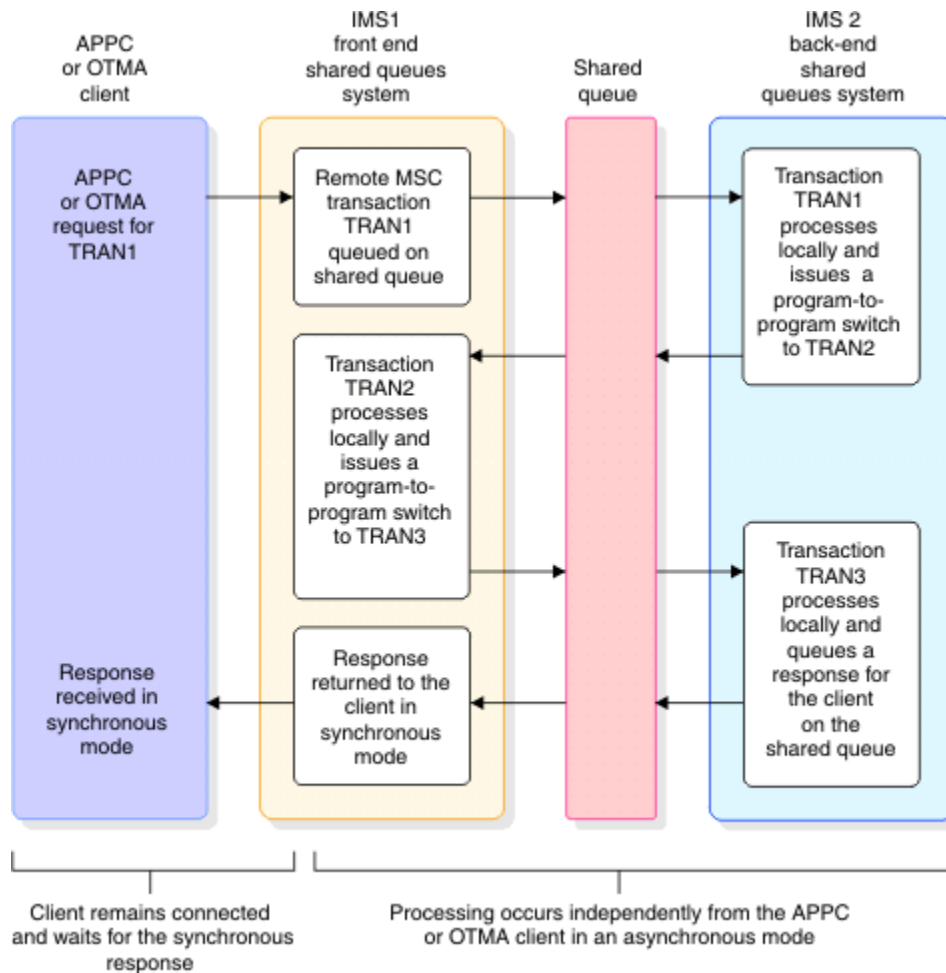 APPC
or OTMA
client
IMS1
front end
shared queues
system
Shared
queue
IMS 2
back-end
shared
queues system
APPC
or OTMA
request for
TRAN1
Remote MSC
transaction
TRAN1
queued on
shared queue
Transaction
TRAN1
processes
locally and
issues a
program-to-
program switch
to TRAN2
Transaction
TRAN2
processes
locally and
issues a
program-to-
program switch
to TRAN3
Transaction
TRAN3
processes
locally and
queues a
response for
the client
on the
shared queue
Response
returned to the
client in
synchronous
mode
Response
received in
synchronous
mode
Client remains connected
and waits for the synchronous
response
Processing occurs independently from the APPC
or OTMA client in an asynchronous mode